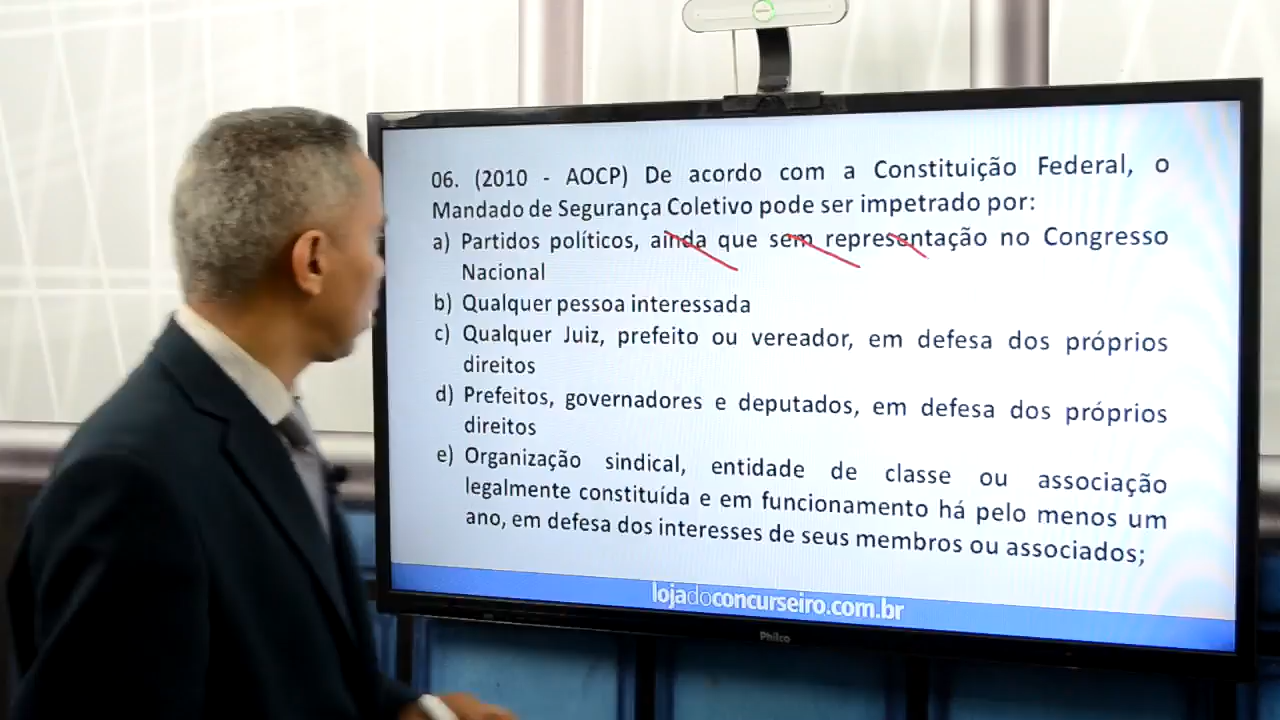 06. (2010 - AOCP) De acordo com a Constituição Federal, o
Mandado de Segurança Coletivo pode ser impetrado por:
a) Partidos políticos, ainda que sem representação no Congresso
Nacional
b) Qualquer pessoa interessada
c) Qualquer Juiz, prefeito ou vereador, em defesa dos próprios
direitos
d) Prefeitos, governadores e deputados, em defesa dos próprios
direitos
e) Organização sindical, entidade de classe ou associação
legalmente constituída e em funcionamento há pelo menos um
ano, em defesa dos interesses de seus membros ou associados;
lojadoconcurseiro.com.br
Philco